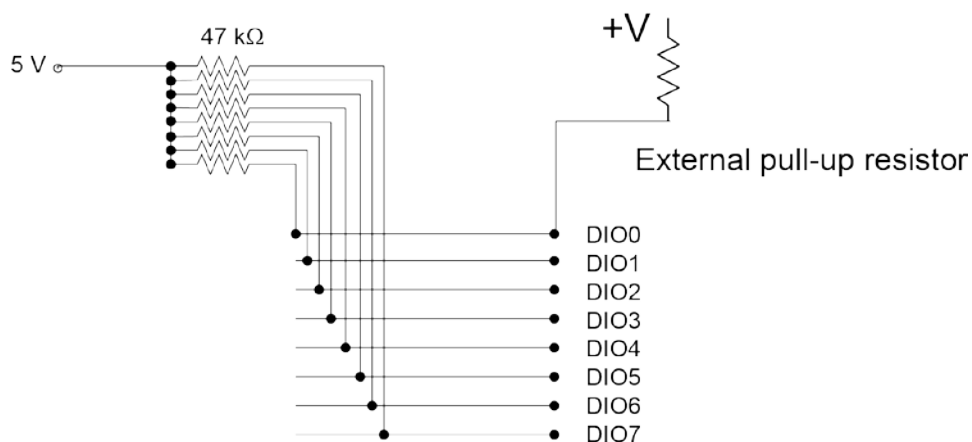 47 kΩ
+V
5 V
External pull-up resistor
DIO0
DIO1
DIO2
DIO3
DIO4
DIO5
DIO6
DIO7